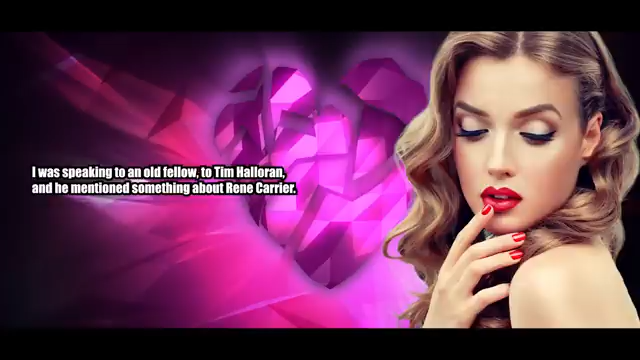 I was speaking to an old fellow, to Tim Halloran,
and he mentioned something about Rene Carrier.